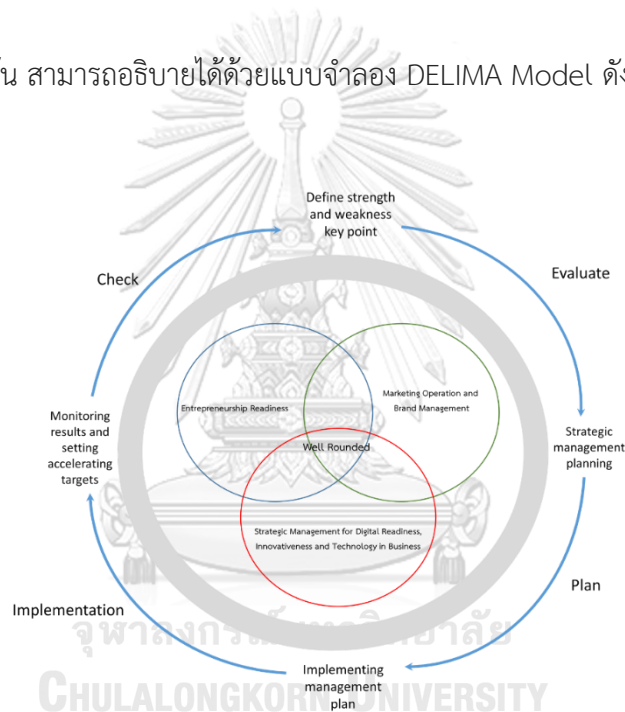 สามารถอธิบายได้ด้วยแบบจำลอง DELIMA Model
Define strength
and weakness
key point
Check
Evaluate
Entrepreneurship Readiness
Marketing Operation and
Brand Management
Monitoring
results and
setting
accelerating
targets
Well Rounded
Strategic
management
planning
Strategic Management for Digital Readiness,
Innovativeness and Technology in Business
Plan
Implementation
จุฬาลงกรณ์มหาวิทยาลัย
Implementing
management
plan
CHULALONGKORN UNIVERSITY